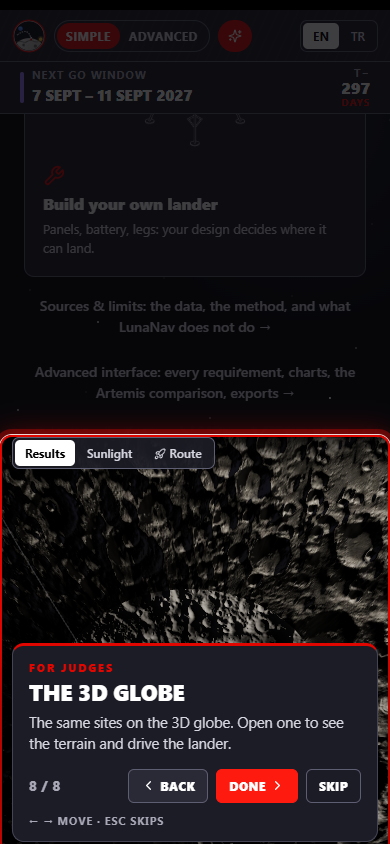 SIMPLE ADVANCED EN TR
NEXT GO WINDOW
7 SEPT – 11 SEPT 2027
T–
297
DAYS
Build your own lander
Panels, battery, legs: your design decides where it
can land.
Sources & limits: the data, the method, and what
LunaNav does not do →
Advanced interface: every requirement, charts, the
Artemis comparison, exports →
Results Sunlight Route
FOR JUDGES
THE 3D GLOBE
The same sites on the 3D globe. Open one to see
the terrain and drive the lander.
8 / 8 BACK DONE SKIP
← → MOVE · ESC SKIPS